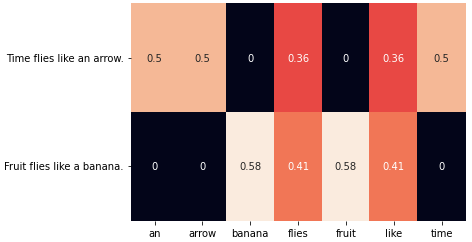 Time flies like an arrow.
0.5 0.5 0 0.36 0 0.36 0.5
Fruit flies like a banana.
0 0 0.58 0.41 0.58 0.41 0
an arrow banana flies fruit like time